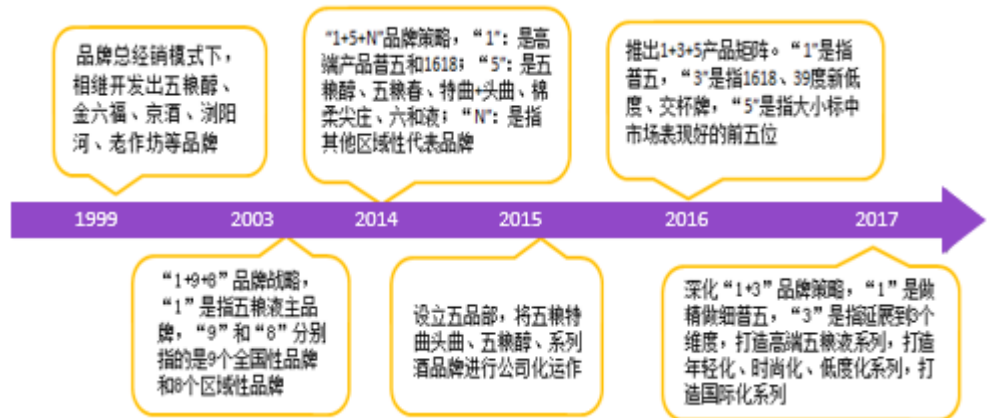 品牌总经销模式下，
相继开发出五粮醇、
金六福、京酒、浏阳
河、老作坊等品牌
“1+5+N”品牌策略，“1”：是高
端产品普五和1618；“5”：是五
粮醇、五粮春、特曲+头曲、绵
柔尖庄、六和液；“N”：是指
其他区域性代表品牌
推出1+3+5产品矩阵。“1”是指
普五，“3”是指1618、39度新低
度、交杯牌，“5”是指大小标中
市场表现好的前五位
1999 2003 2014 2015 2016 2017
“1+9+8”品牌战略，
“1”是指五粮液主品
牌，“9”和“8”分别
指的是9个全国性品牌
和8个区域性品牌
设立五品部，将五粮特
曲头曲、五粮醇、系列
酒品牌进行公司化运作
深化“1+3”品牌策略，“1”是做
精做细普五，“3”是指延展到3个
维度，打造高端五粮液系列，打造
年轻化、时尚化、低度化系列，打
造国际化系列